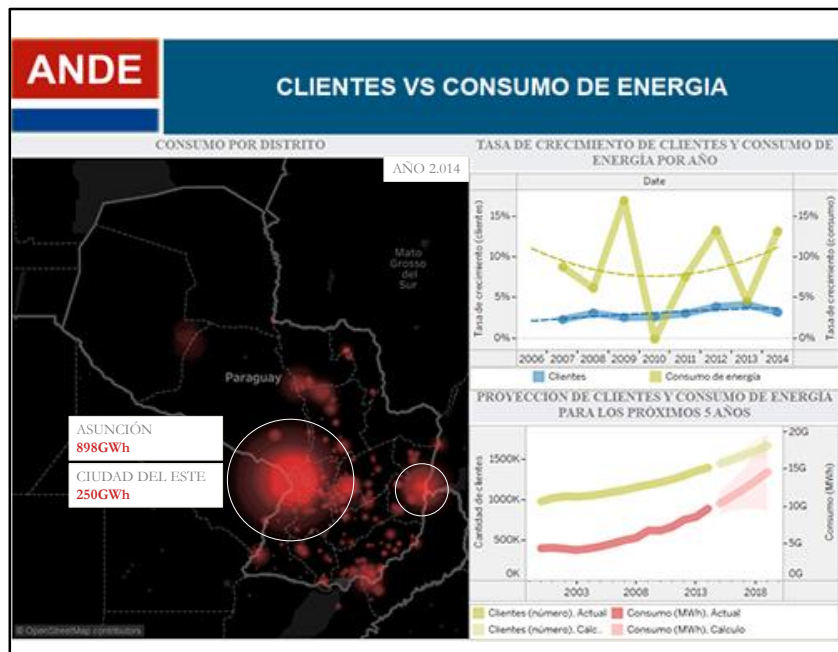 ANDE
CLIENTES VS CONSUMO DE ENERGIA
CONSUMO POR DISTRITO
AÑO 2.014
Mato
Grosso
do
Sul
Paraguay
ASUNCIÓN
898GWh
CIUDAD DEL ESTE
250GWh
© OpenStreetMap contributors
TASA DE CRECIMIENTO DE CLIENTES Y CONSUMO DE
ENERGÍA POR AÑO
Date
Tasa de crecimiento (clientes)
15%
10%
5%
0%
15%
10%
5%
0%
Tasa de crecimiento (consumo)
2006 2007 2008 2009 2010 2011 2012 2013 2014
Clientes
Consumo de energía
PROYECCION DE CLIENTES Y CONSUMO DE ENERGÍA
PARA LOS PRÓXIMOS 5 AÑOS
Cantidad de clientes
1500K
1000K
500K
0K
20G
15G
10G
5G
0G
Consumo (MWh)
2003 2008 2013 2018
Clientes (número). Actual
Consumo (MWh). Actual
Clientes (número). Cálc..
Consumo (MWh). Calculo